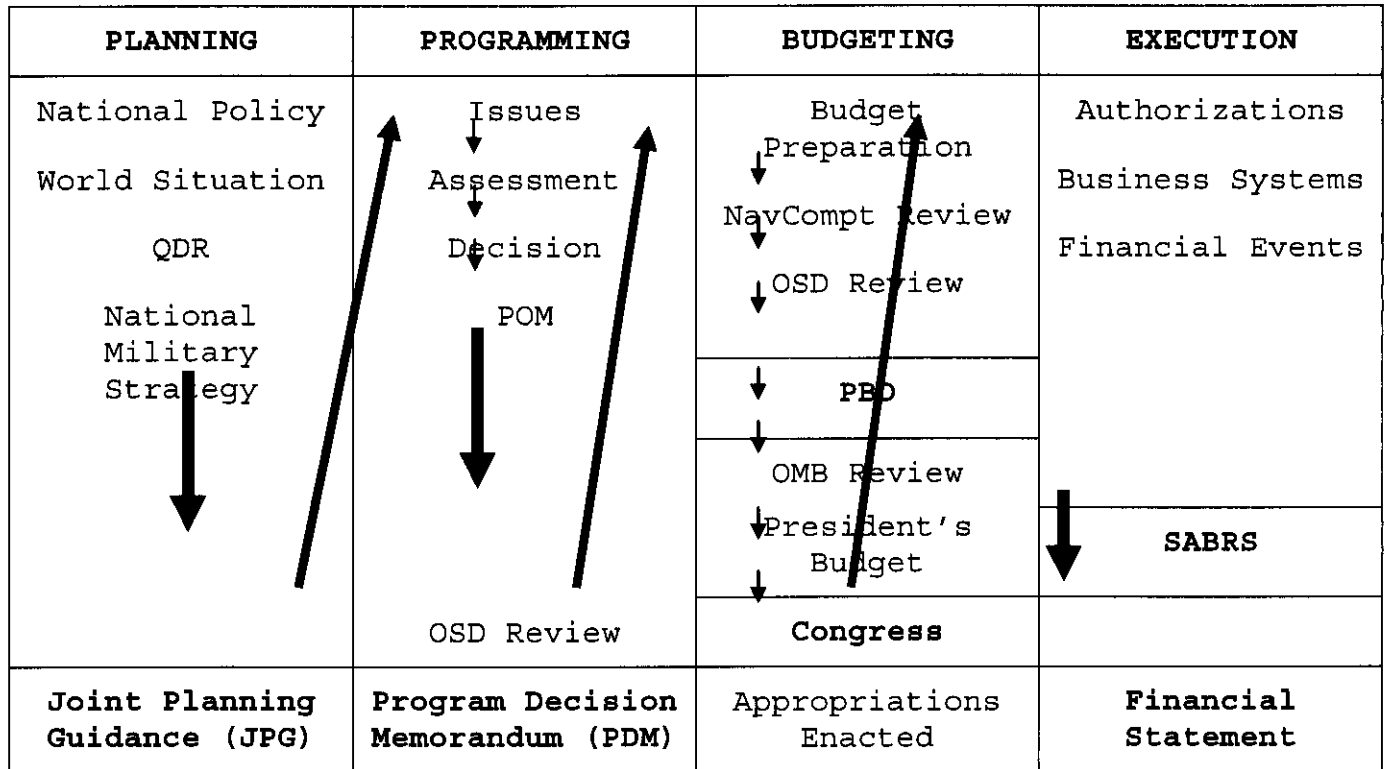 PLANNING
PROGRAMMING
BUDGETING
EXECUTION
National Policy
World Situation
QDR
National
Military
Strategy
Issues
Assessment
Decision
POM
OSD Review
Budget
Preparation
NavCompt Review
OSD Review
PBD
OMB Review
President's
Budget
Congress
Authorizations
Business Systems
Financial Events
SABRS
Joint Planning
Guidance (JPG)
Program Decision
Memorandum (PDM)
Appropriations
Enacted
Financial
Statement